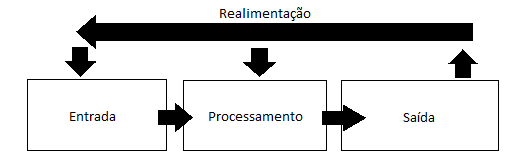 Realimentação
Entrada
Processamento
Saída